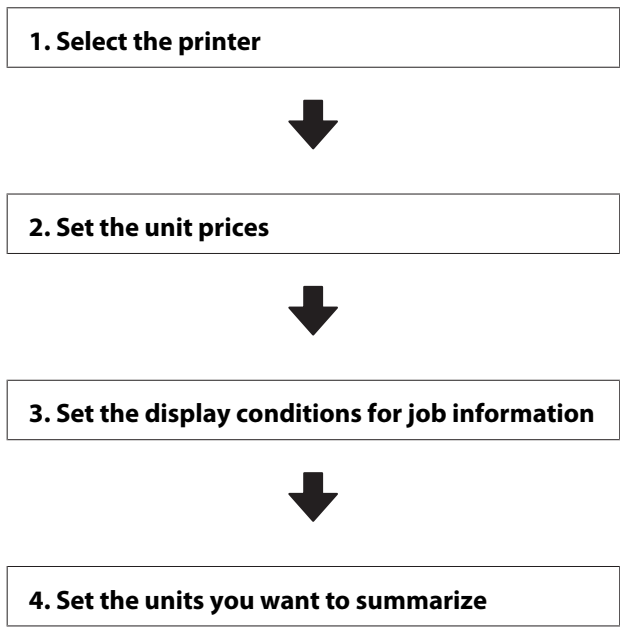 1. Select the printer
2. Set the unit prices
3. Set the display conditions for job information
4. Set the units you want to summarize